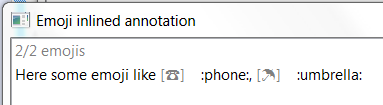 Emoji inlined annotation
2/2 emojis
Here some emoji like [☎] :phone:, [🌂] :umbrella: